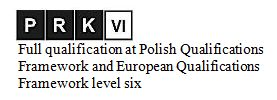 PRK VI
Full qualification at Polish Qualifications
Framework and European Qualifications
Framework level six